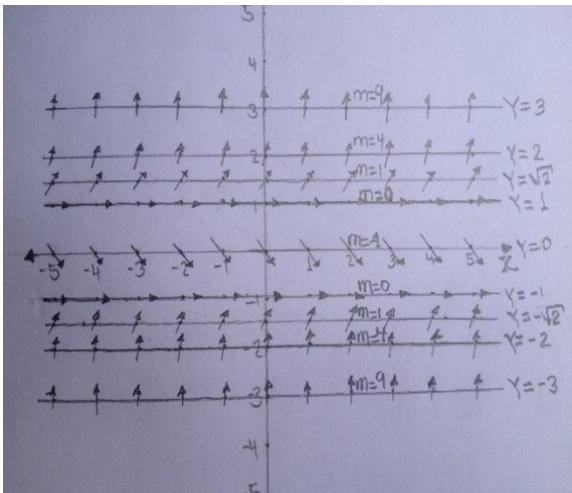 5
4
m=9
3 Y=3
m=4
2 Y=2
m=1 Y=√2
m=0
1 Y=1
Y=0
-5 -4 -3 -2 -1 1 2 3 4 5 X
m=0
-1 Y=-1
m=1 Y=-√2
m=4
-2 Y=-2
m=9
-3 Y=-3
-4
5